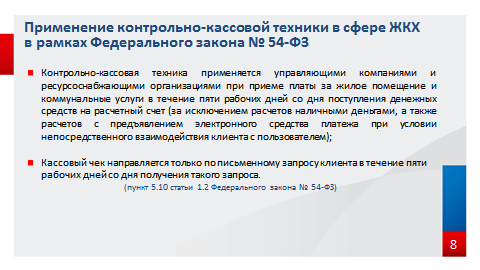 Применение контрольно-кассовой техники в сфере ЖКХ
в рамках Федерального закона № 54-ФЗ
Контрольно-кассовая техника применяется управляющими компаниями и
ресурсоснабжающими организациями при приеме платы за жилое помещение и
коммунальные услуги в течение пяти рабочих дней со дня поступления денежных
средств на расчетный счет (за исключением расчетов наличными деньгами, а также
расчетов с предъявлением электронного средства платежа при условии
непосредственного взаимодействия клиента с пользователем);
Кассовый чек направляется только по письменному запросу клиента в течение пяти
рабочих дней со дня получения такого запроса.
(пункт 5.10 статьи 1.2 Федерального закона № 54-ФЗ)
8